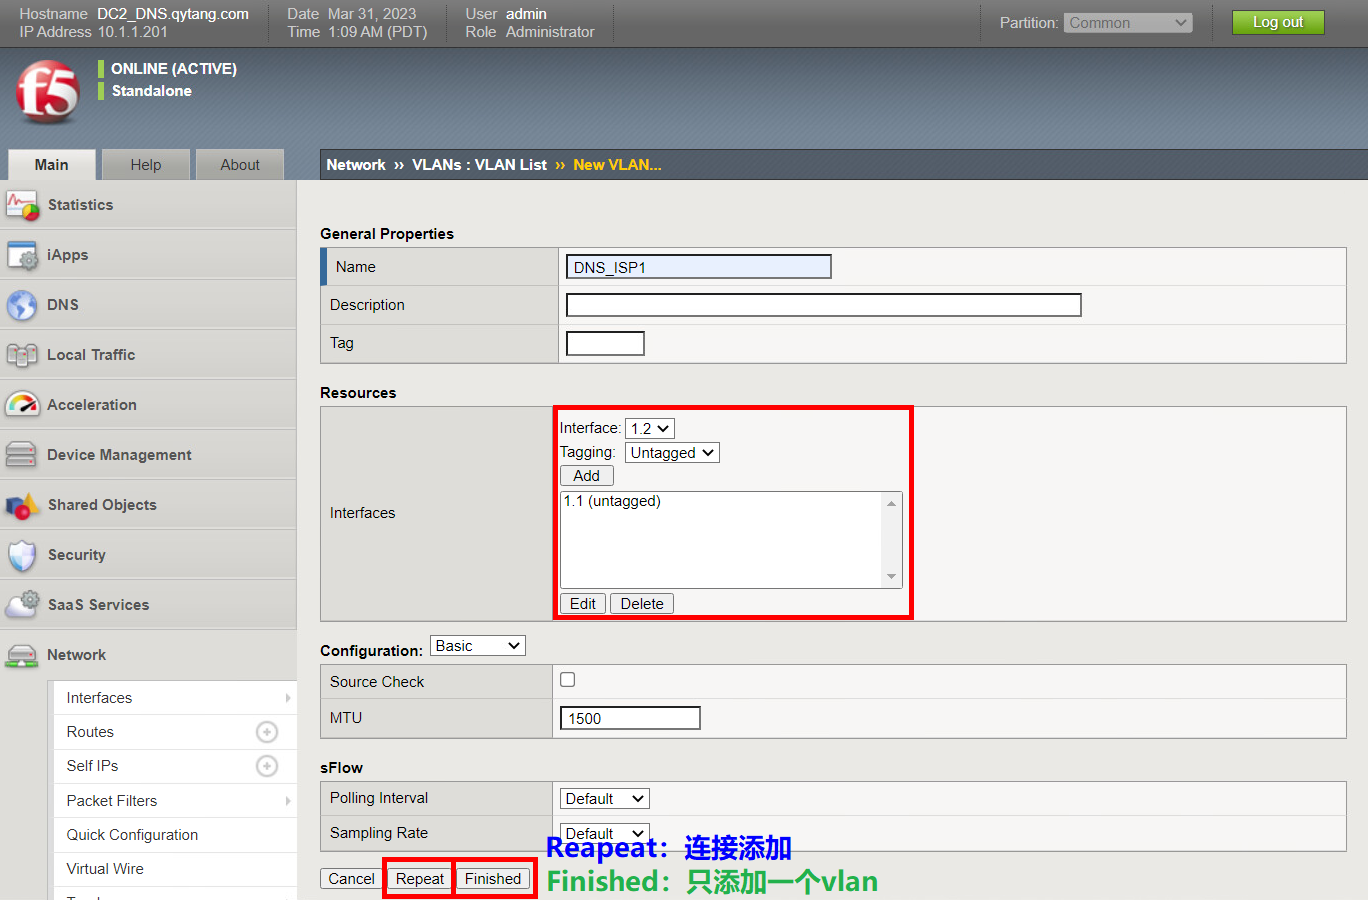 Hostname DC2_DNS.qytang.com Date Mar 31, 2023 User admin
IP Address 10.1.1.201 Time 1:09 AM (PDT) Role Administrator
Partition: Common Log out
f5
ONLINE (ACTIVE)
Standalone
Main Help About
Network ›› VLANs : VLAN List ›› New VLAN...
Statistics
iApps
DNS
Local Traffic
Acceleration
Device Management
Shared Objects
Security
SaaS Services
Network
Interfaces
Routes
Self IPs
Packet Filters
Quick Configuration
Virtual Wire
General Properties
Name DNS_ISP1
Description
Tag
Resources
Interfaces
Interface: 1.2
Tagging: Untagged
Add
1.1 (untagged)
Edit Delete
Configuration: Basic
Source Check
MTU 1500
sFlow
Polling Interval Default
Sampling Rate Default
Reapeat：连接添加
Cancel Repeat Finished
Finished：只添加一个vlan